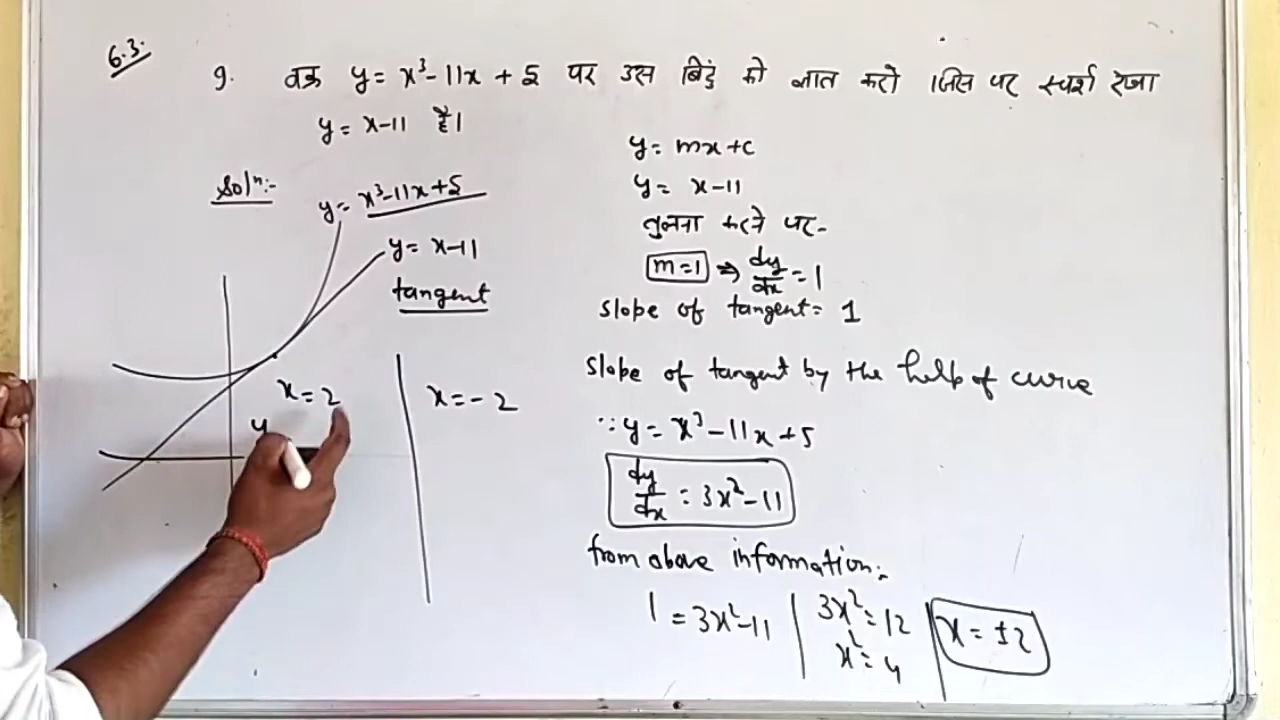 6.3.
9. वक्र y = x³-11x + 5 पर उस बिंदु को ज्ञात करो जिस पर स्पर्श रेखा
y = x-11 है।
Solⁿ:-
y = x³-11x+5
y = x-11
tangent
x = 2
y
x = -2
y = mx+c
y = x-11
तुलना करने पर-
m=1 ⇒ dy/dx = 1
Slope of tangent = 1
Slope of tangent by the help of curve
∵ y = x³-11x+5
dy/dx = 3x²-11
from above information:-
1 = 3x²-11 | 3x² = 12 | x = ±2
x² = 4